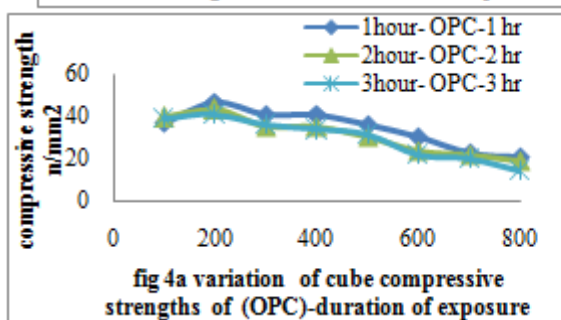 1hour- OPC-1 hr
2hour- OPC-2 hr
3hour- OPC-3 hr
compressive strength
n/mm2
60
40
20
0
0 200 400 600 800
fig 4a variation of cube compressive
strengths of (OPC)-duration of exposure